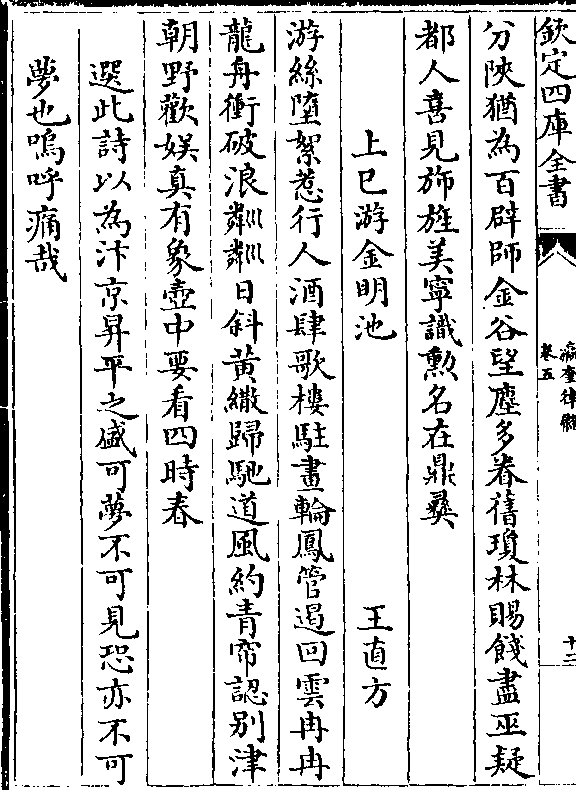 欽定四庫全書
瀛奎律髓
卷五
十三
分陜猶為百辟師金谷望塵多眷舊瓊林賜餞盡巫疑
都人喜見斾旌美寧識勲名在鼎彛
上巳游金明池　王直方
游絲墮絮惹行人酒肆歌樓駐畫輪鳳管遏回雲冉冉
龍舟衝破浪粼粼日斜黃繖歸馳道風約青帘認别津
朝野歡娱真有象壺中要看四時春
選此詩以為汴京昇平之盛可夢不可見恐亦不可
夢也嗚呼痛哉